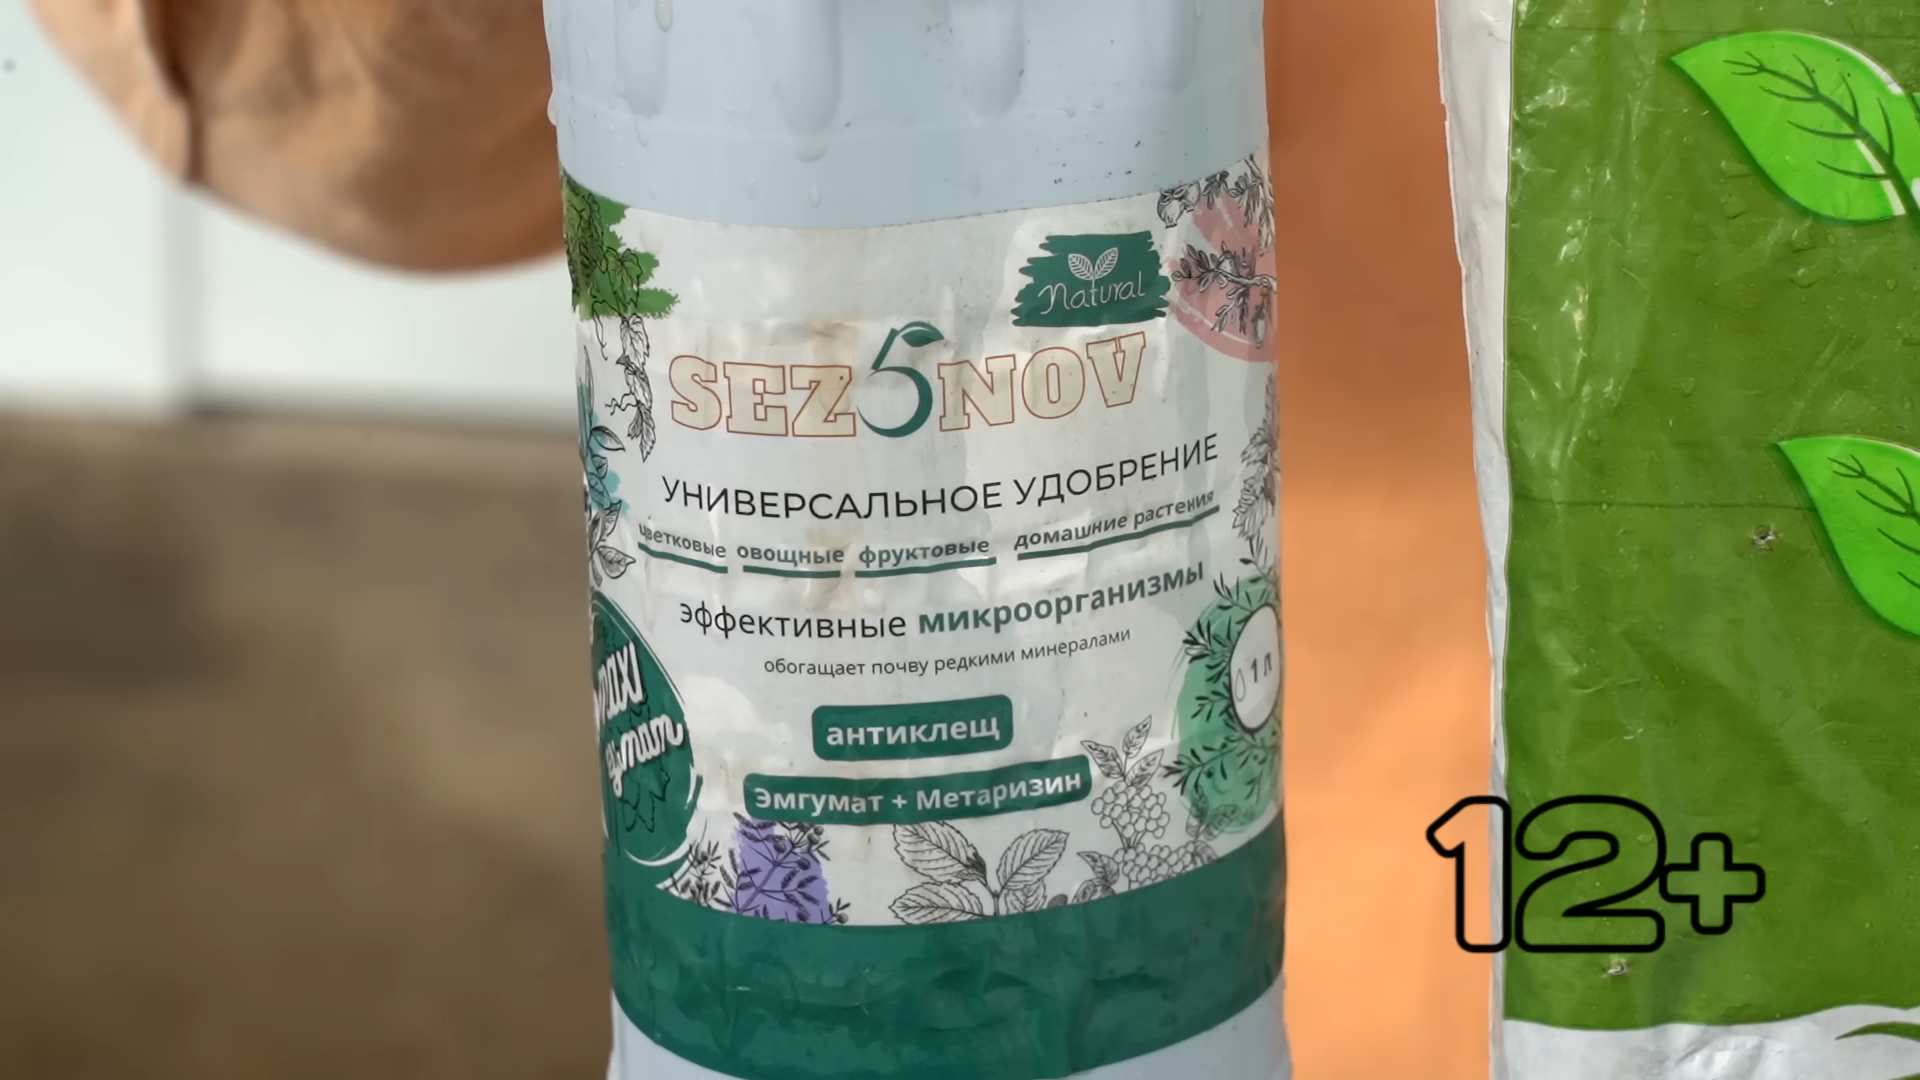 Natural
SEZ5NOV
УНИВЕРСАЛЬНОЕ УДОБРЕНИЕ
цветковые овощные фруктовые домашние растения
эффективные микроорганизмы
обогащает почву редкими минералами
1 л
антиклещ
Эмгумат + Метаризин
12+